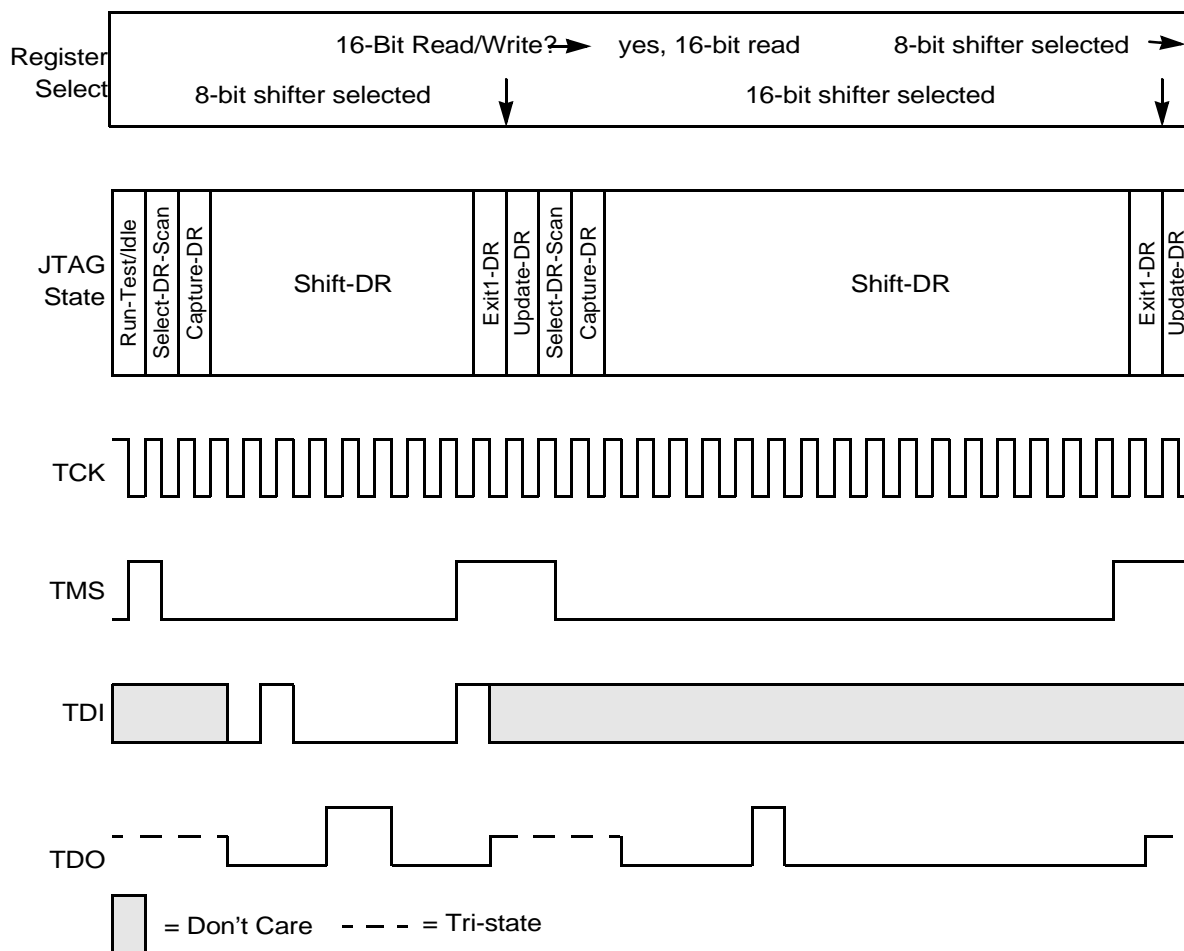 Register
Select
16-Bit Read/Write?
yes, 16-bit read
8-bit shifter selected
8-bit shifter selected
16-bit shifter selected
JTAG
State
Run-Test/Idle
Select-DR-Scan
Capture-DR
Shift-DR
Exit1-DR
Update-DR
Select-DR-Scan
Capture-DR
Shift-DR
Exit1-DR
Update-DR
TCK
TMS
TDI
TDO
= Don't Care
= Tri-state